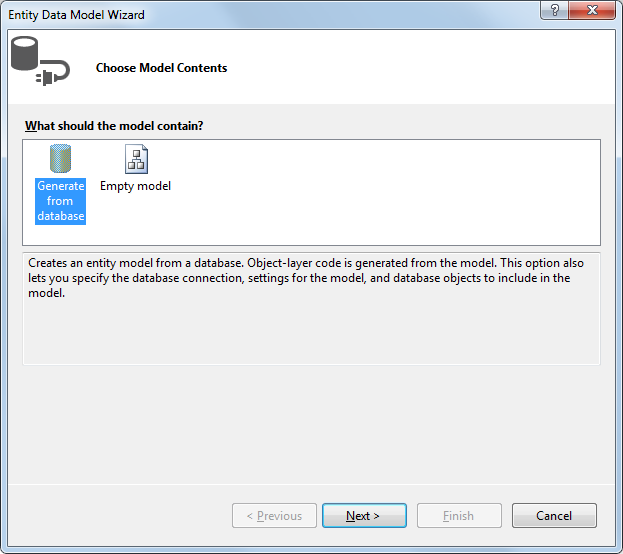 Entity Data Model Wizard
?
Choose Model Contents
What should the model contain?
Generate
from
database
Empty model
Creates an entity model from a database. Object-layer code is generated from the model. This option also
lets you specify the database connection, settings for the model, and database objects to include in the
model.
< Previous
Next >
Finish
Cancel